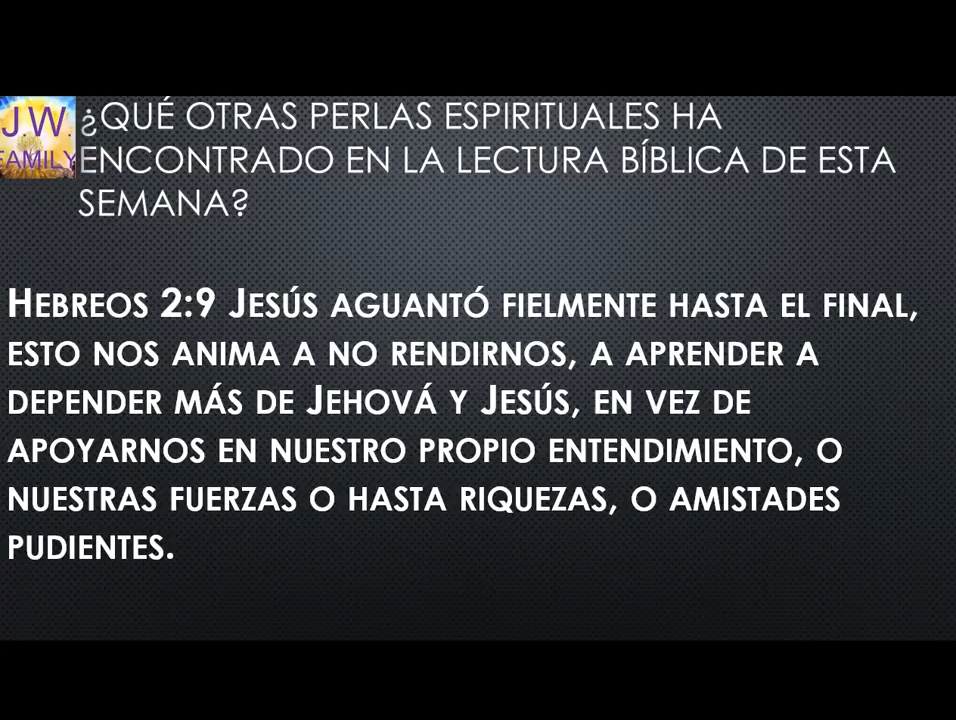 J.W.
FAMILY
¿QUÉ OTRAS PERLAS ESPIRITUALES HA
ENCONTRADO EN LA LECTURA BÍBLICA DE ESTA
SEMANA?
HEBREOS 2:9 JESÚS AGUANTÓ FIELMENTE HASTA EL FINAL,
ESTO NOS ANIMA A NO RENDIRNOS, A APRENDER A
DEPENDER MÁS DE JEHOVÁ Y JESÚS, EN VEZ DE
APOYARNOS EN NUESTRO PROPIO ENTENDIMIENTO, O
NUESTRAS FUERZAS O HASTA RIQUEZAS, O AMISTADES
PUDIENTES.